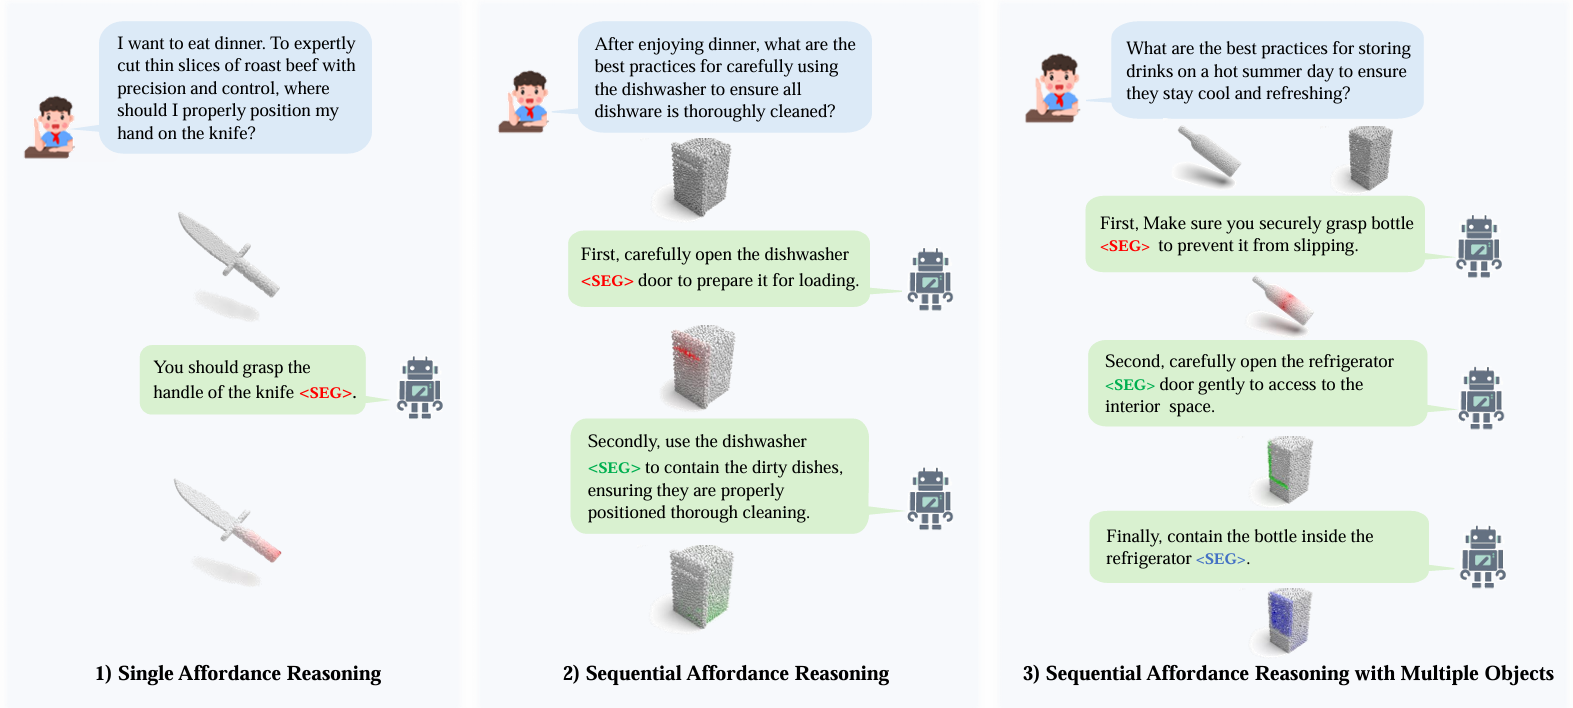 I want to eat dinner. To expertly
cut thin slices of roast beef with
precision and control, where
should I properly position my
hand on the knife?
You should grasp the
handle of the knife <SEG>.
1) Single Affordance Reasoning
After enjoying dinner, what are the
best practices for carefully using
the dishwasher to ensure all
dishware is thoroughly cleaned?
First, carefully open the dishwasher
<SEG> door to prepare it for loading.
Secondly, use the dishwasher
<SEG> to contain the dirty dishes,
ensuring they are properly
positioned thorough cleaning.
2) Sequential Affordance Reasoning
What are the best practices for storing
drinks on a hot summer day to ensure
they stay cool and refreshing?
First, Make sure you securely grasp bottle
<SEG> to prevent it from slipping.
Second, carefully open the refrigerator
<SEG> door gently to access to the
interior space.
Finally, contain the bottle inside the
refrigerator <SEG>.
3) Sequential Affordance Reasoning with Multiple Objects